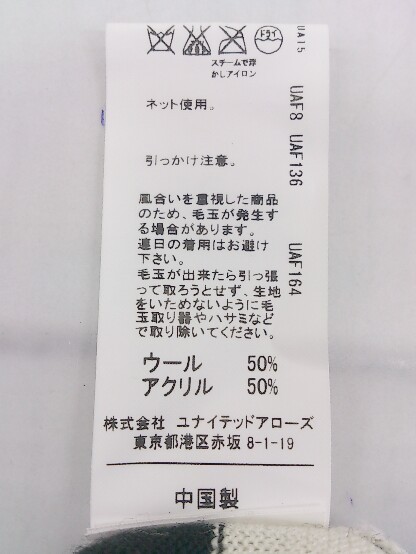 ドライ
スチームで浮
かしアイロン
ネット使用。
引っかけ注意。
風合いを重視した商品
のため、毛玉が発生す
る場合があります。
連日の着用はお避け
下さい。
毛玉が出来たら引っ張
って取ろうとせず、生地
をいためないように毛
玉取り器やハサミなど
で取り除いてください。
ウール 50%
アクリル 50%
株式会社 ユナイテッドアローズ
東京都港区赤坂 8-1-19
中国製
UA15
UAF8 UAF136 UAF164